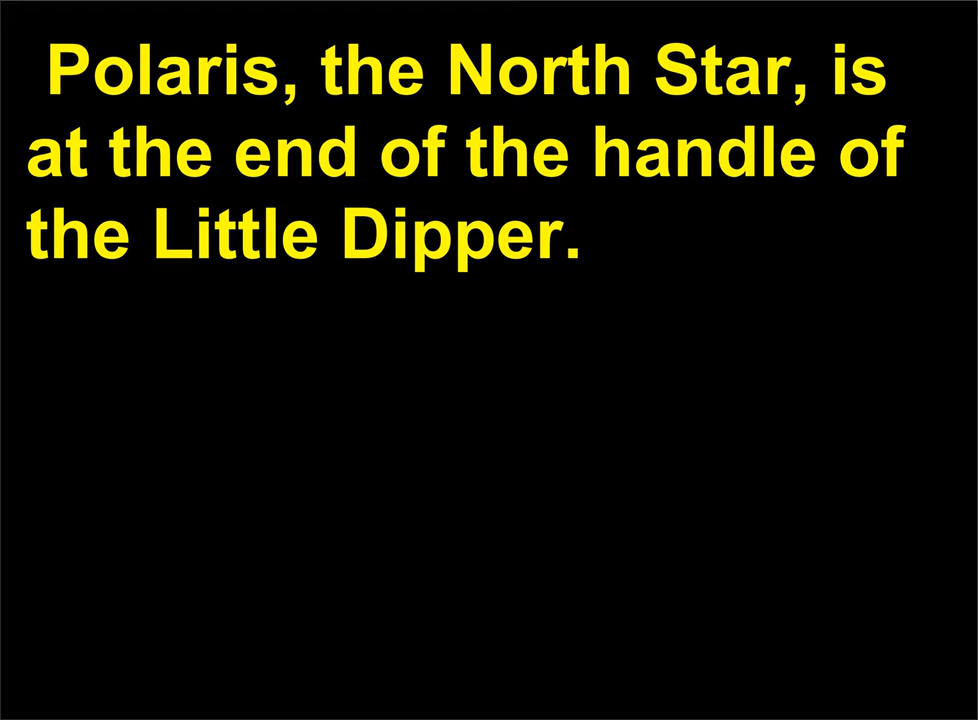 Polaris, the North Star, is
at the end of the handle of
the Little Dipper.